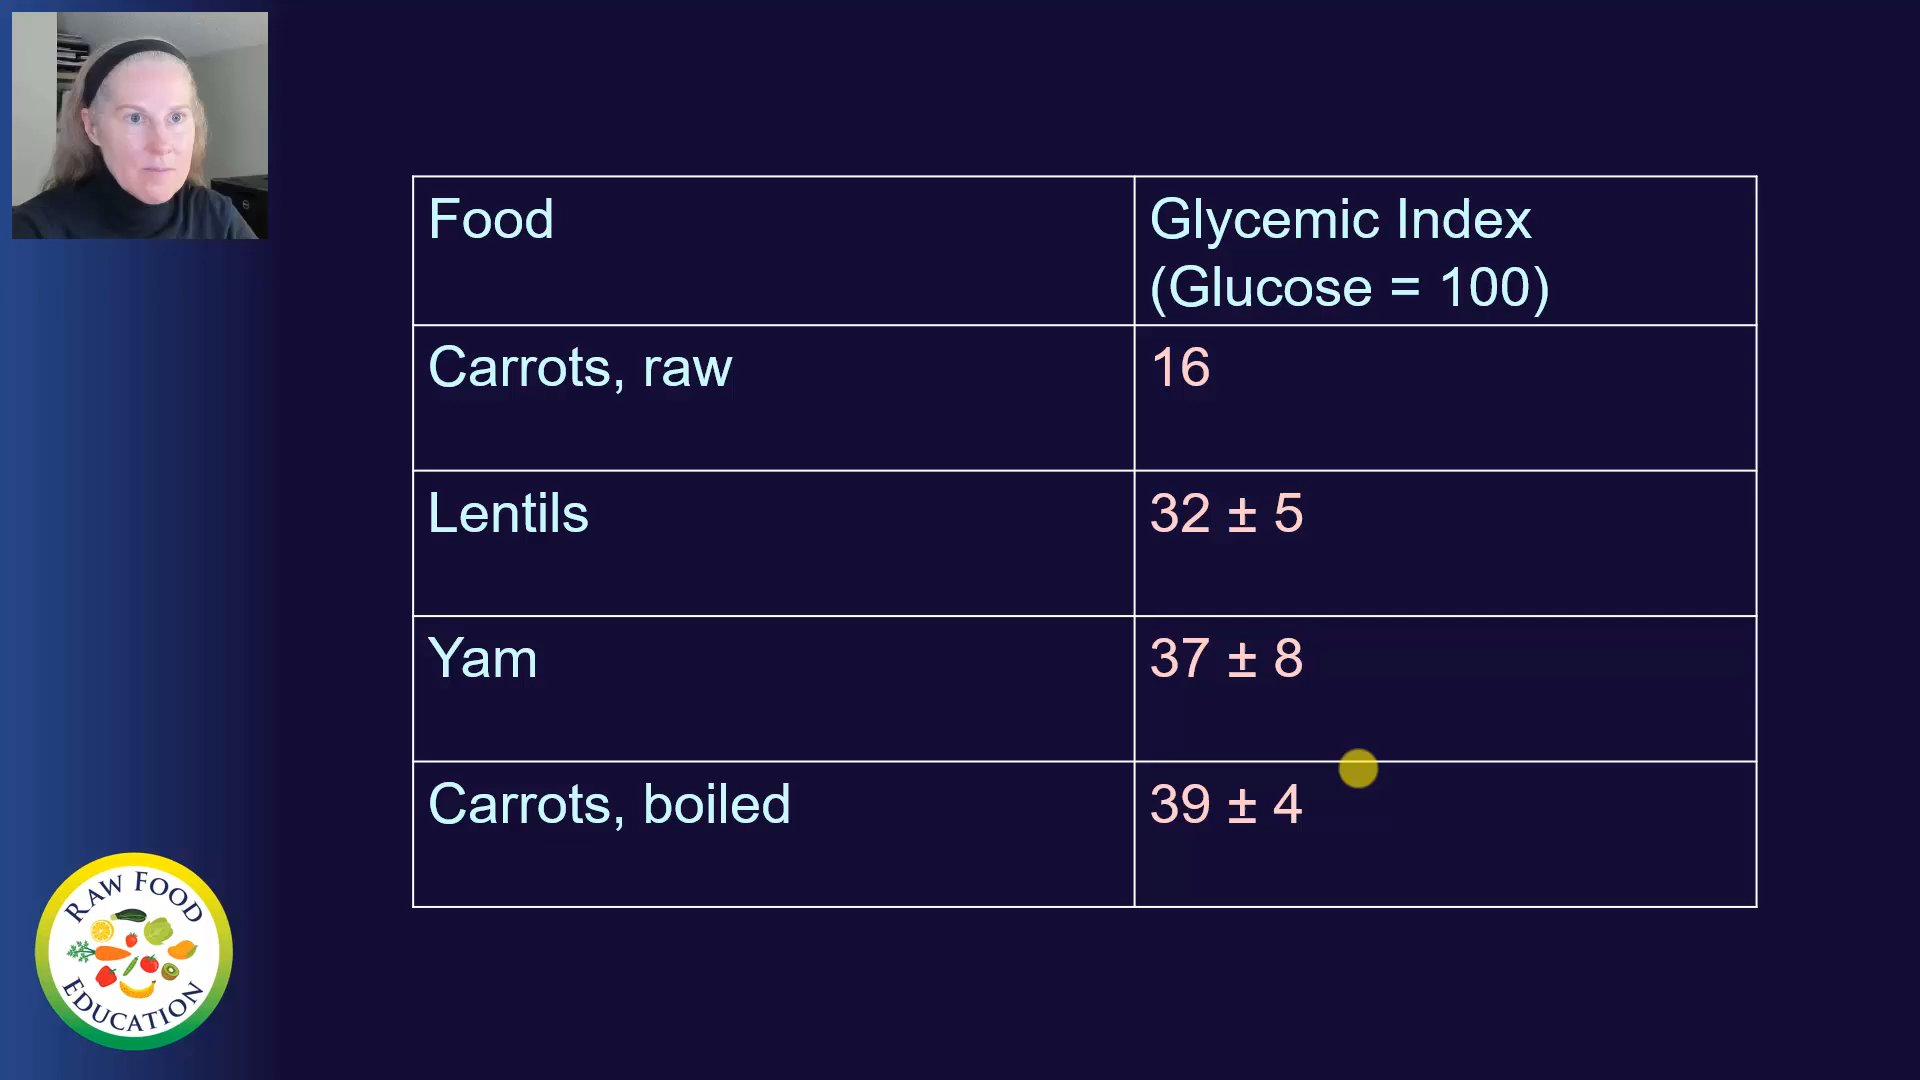 Food
Glycemic Index
(Glucose = 100)
Carrots, raw
16
Lentils
32 ± 5
Yam
37 ± 8
Carrots, boiled
39 ± 4
RAW FOOD
EDUCATION